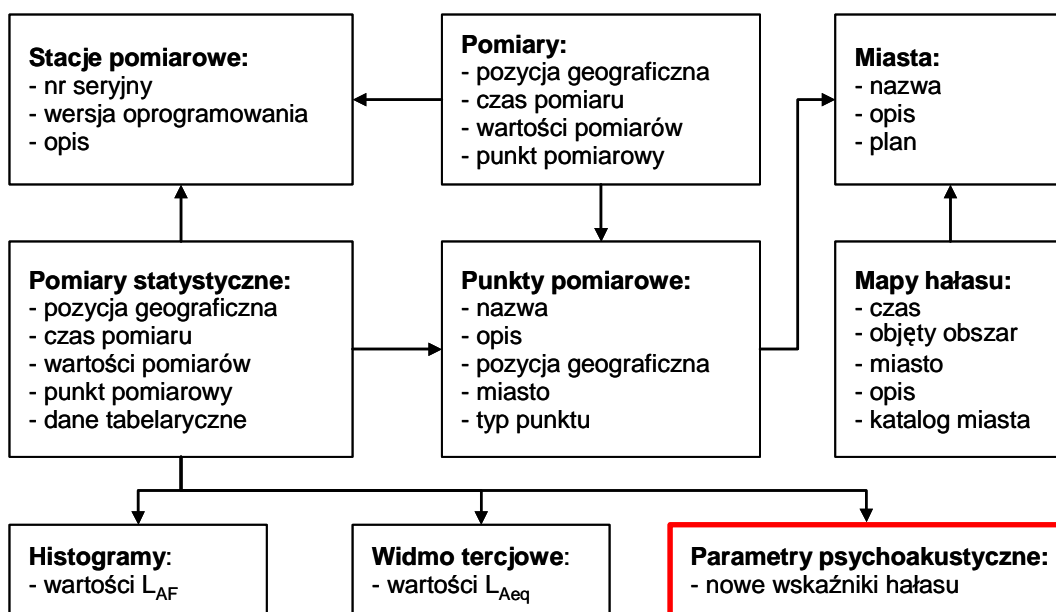 Stacje pomiarowe:
- nr seryjny
- wersja oprogramowania
- opis
Pomiary:
- pozycja geograficzna
- czas pomiaru
- wartości pomiarów
- punkt pomiarowy
Miasta:
- nazwa
- opis
- plan
Pomiary statystyczne:
- pozycja geograficzna
- czas pomiaru
- wartości pomiarów
- punkt pomiarowy
- dane tabelaryczne
Punkty pomiarowe:
- nazwa
- opis
- pozycja geograficzna
- miasto
- typ punktu
Mapy hałasu:
- czas
- objęty obszar
- miasto
- opis
- katalog miasta
Histogramy:
- wartości LAF
Widmo tercjowe:
- wartości LAeq
Parametry psychoakustyczne:
- nowe wskaźniki hałasu